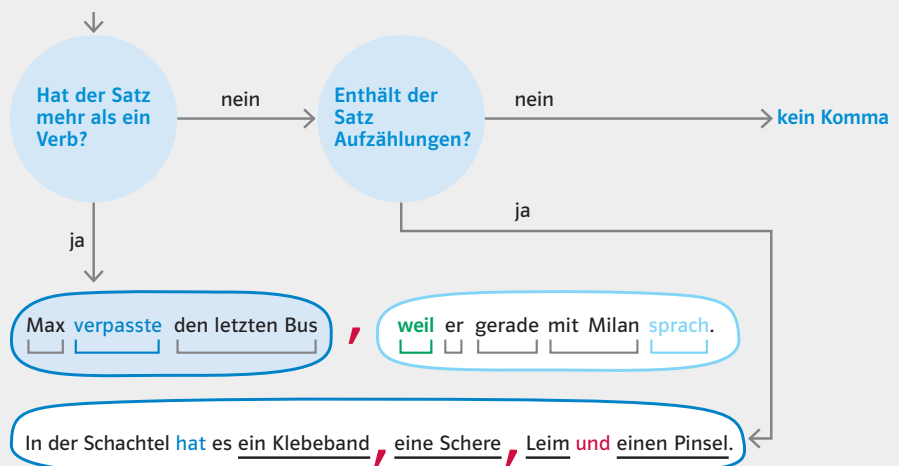 Hat der Satz
mehr als ein
Verb?
nein
Enthält der
Satz
Aufzählungen?
nein
kein Komma
ja
ja
Max verpasste den letzten Bus , weil er gerade mit Milan sprach.
In der Schachtel hat es ein Klebeband , eine Schere , Leim und einen Pinsel.